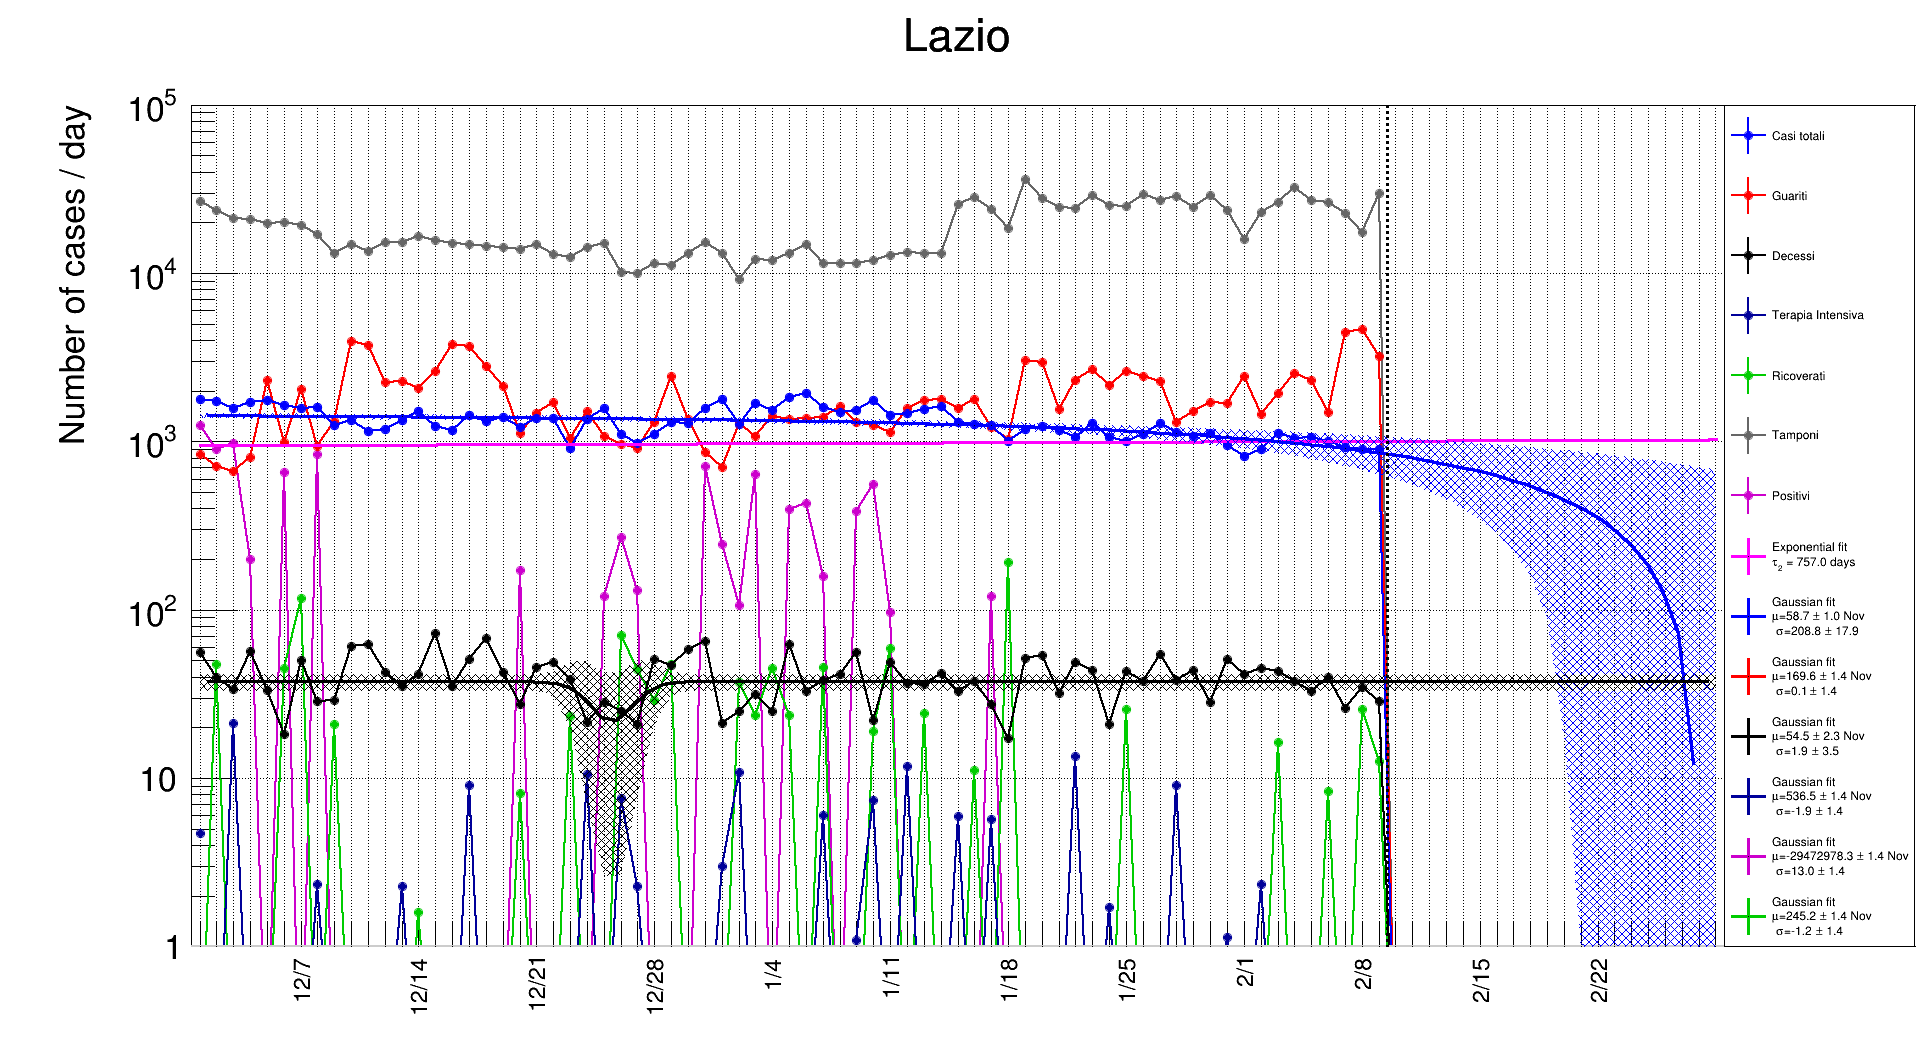 Lazio
Number of cases / day
10^5
10^4
10^3
10^2
10
1
12/7
12/14
12/21
12/28
1/4
1/11
1/18
1/25
2/1
2/8
2/15
2/22
Casi totali
Guariti
Decessi
Terapia Intensiva
Ricoverati
Tamponi
Positivi
Exponential fit
τ_2 = 757.0 days
Gaussian fit
μ=58.7 ± 1.0 Nov
σ=208.8 ± 17.9
Gaussian fit
μ=169.6 ± 1.4 Nov
σ=0.1 ± 1.4
Gaussian fit
μ=54.5 ± 2.3 Nov
σ=1.9 ± 3.5
Gaussian fit
μ=536.5 ± 1.4 Nov
σ=-1.9 ± 1.4
Gaussian fit
μ=-29472978.3 ± 1.4 Nov
σ=13.0 ± 1.4
Gaussian fit
μ=245.2 ± 1.4 Nov
σ=-1.2 ± 1.4